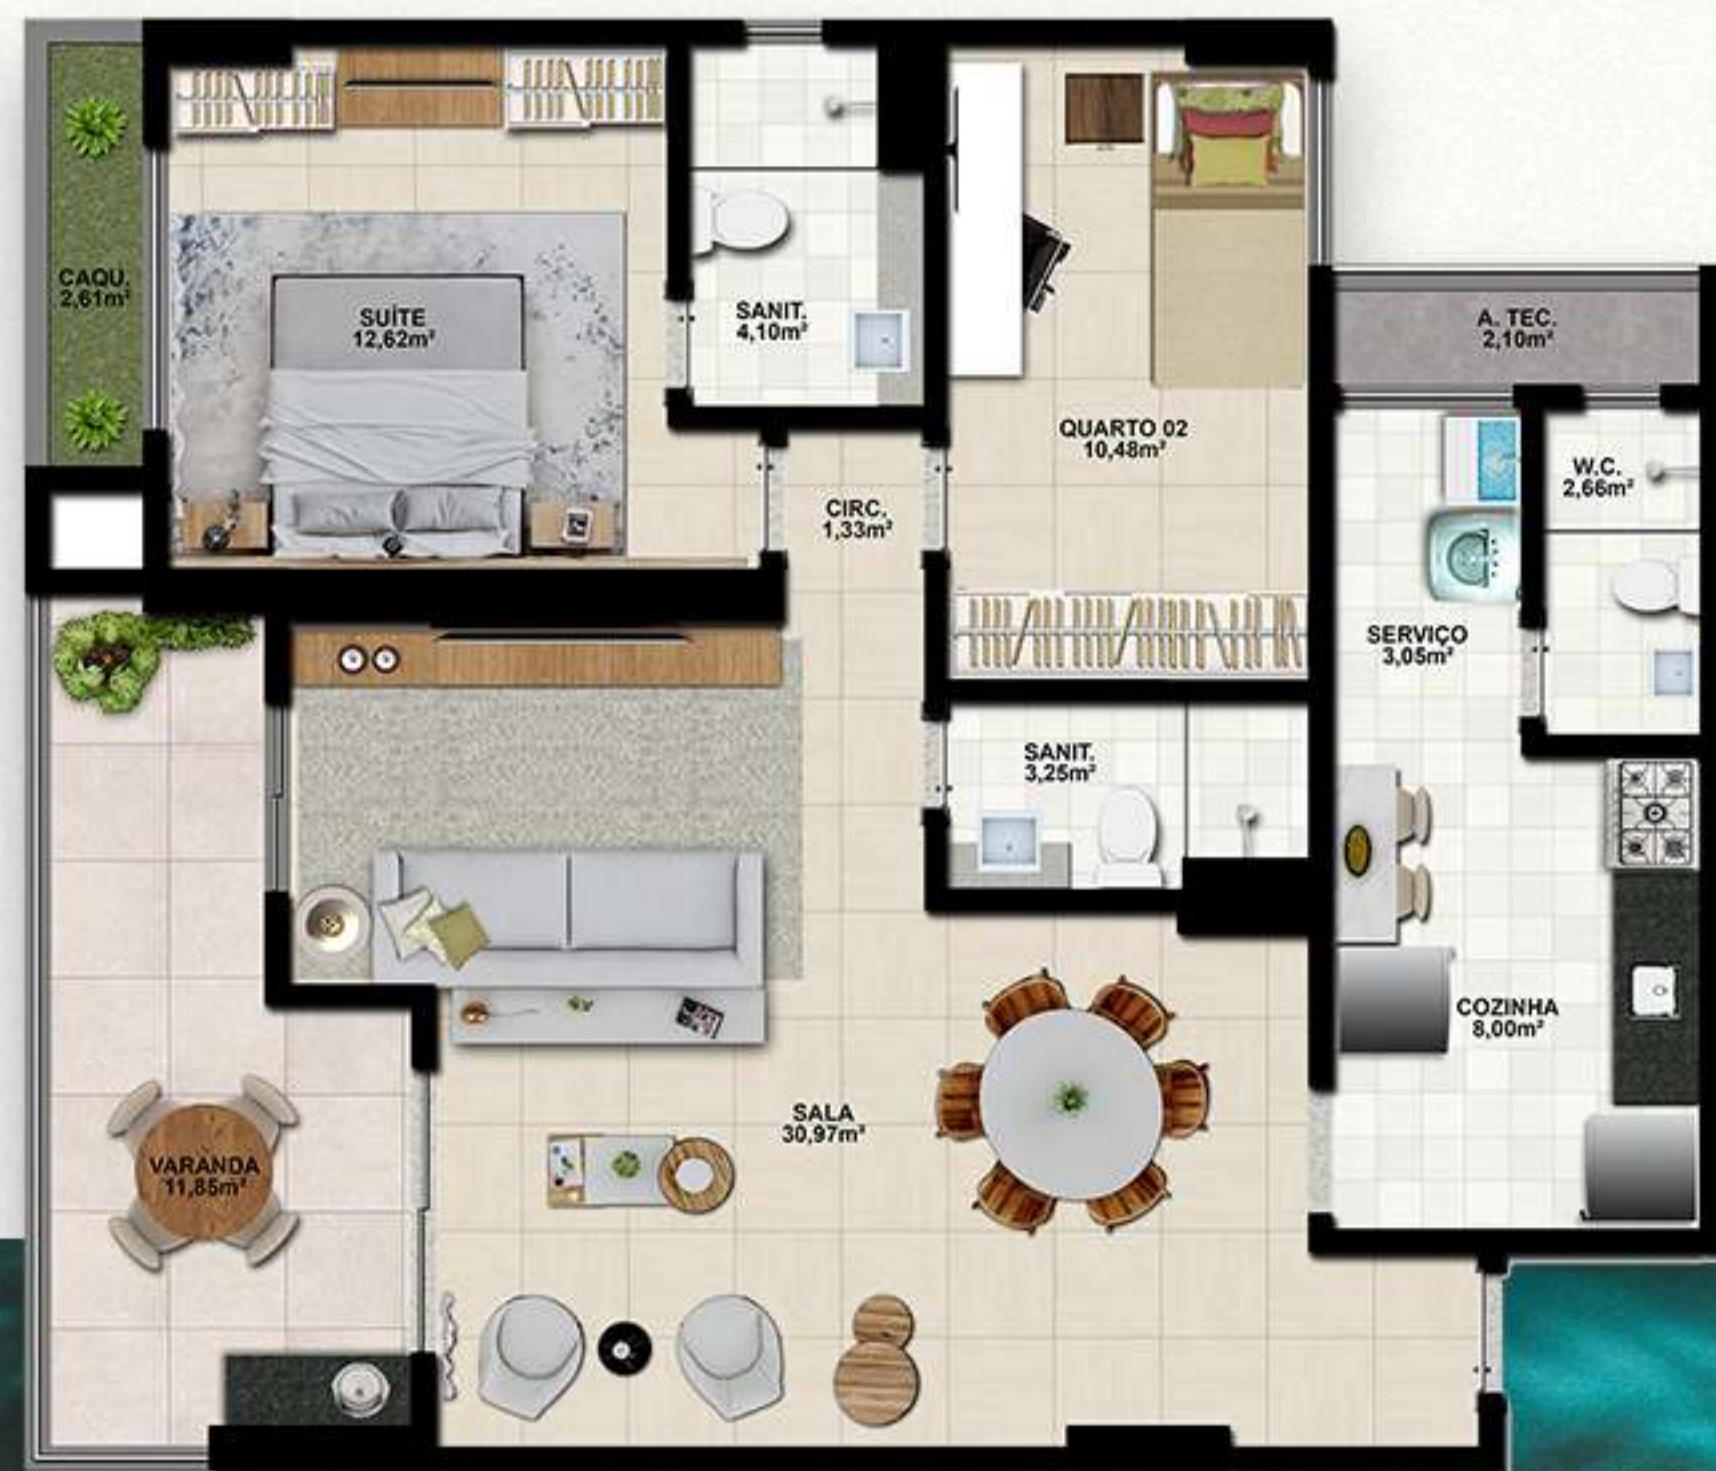 CAQU.
2,61m²
SUÍTE
12,62m²
SANIT.
4,10m²
QUARTO 02
10,48m²
A. TEC.
2,10m²
W.C.
2,66m²
CIRC.
1,33m²
SERVIÇO
3,05m²
SANIT.
3,25m²
COZINHA
8,00m²
SALA
30,97m²
VARANDA
11,85m²